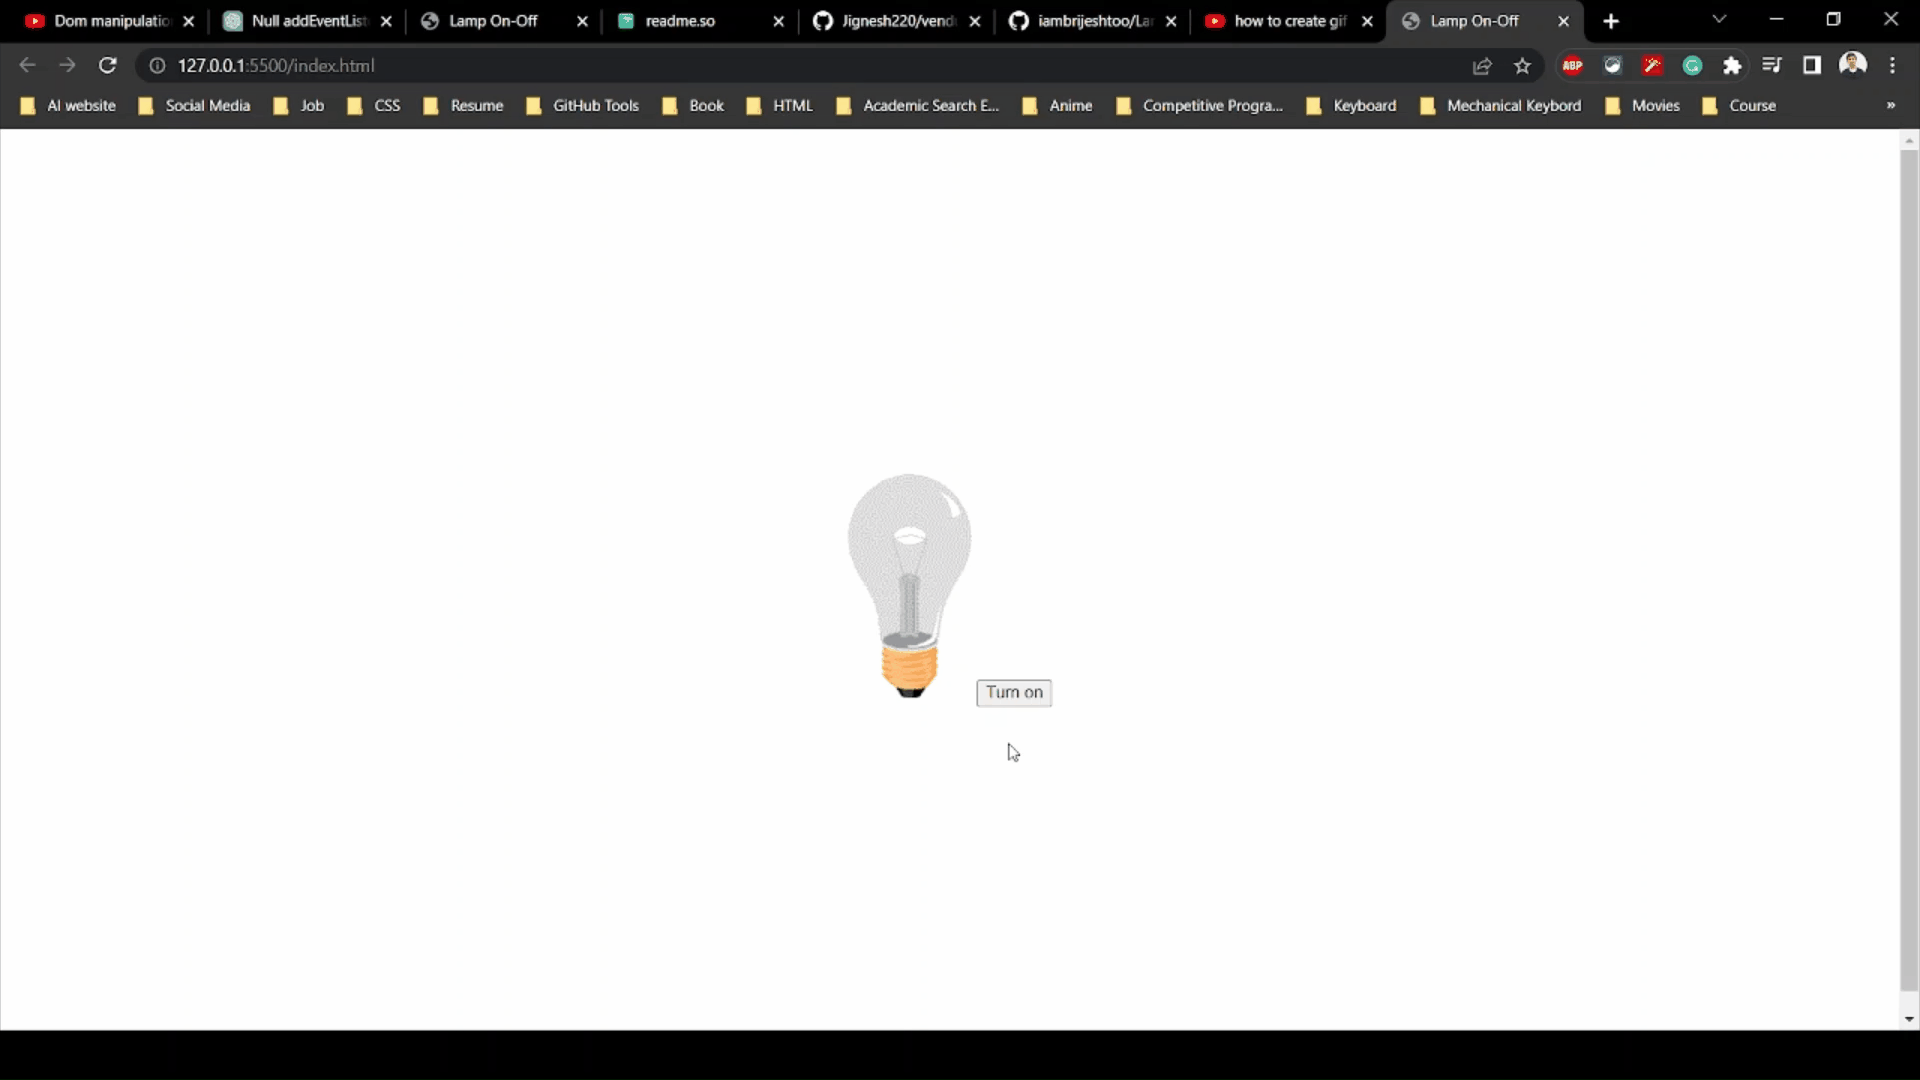 Dom manipulatio
Null addEventList
Lamp On-Off
readme.so
Jignesh220/vend
iambrijeshtoo/La
how to create gif
Lamp On-Off
127.0.0.1:5500/index.html
ABP
AI website
Social Media
Job
CSS
Resume
GitHub Tools
Book
HTML
Academic Search E...
Anime
Competitive Progra...
Keyboard
Mechanical Keybord
Movies
Course
»
Turn on